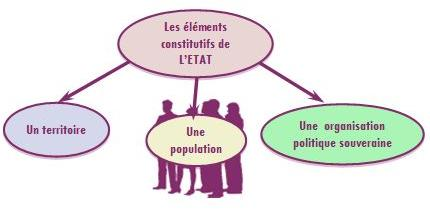 Les éléments
constitutifs de
L'ETAT
Un territoire
Une
population
Une organisation
politique souveraine